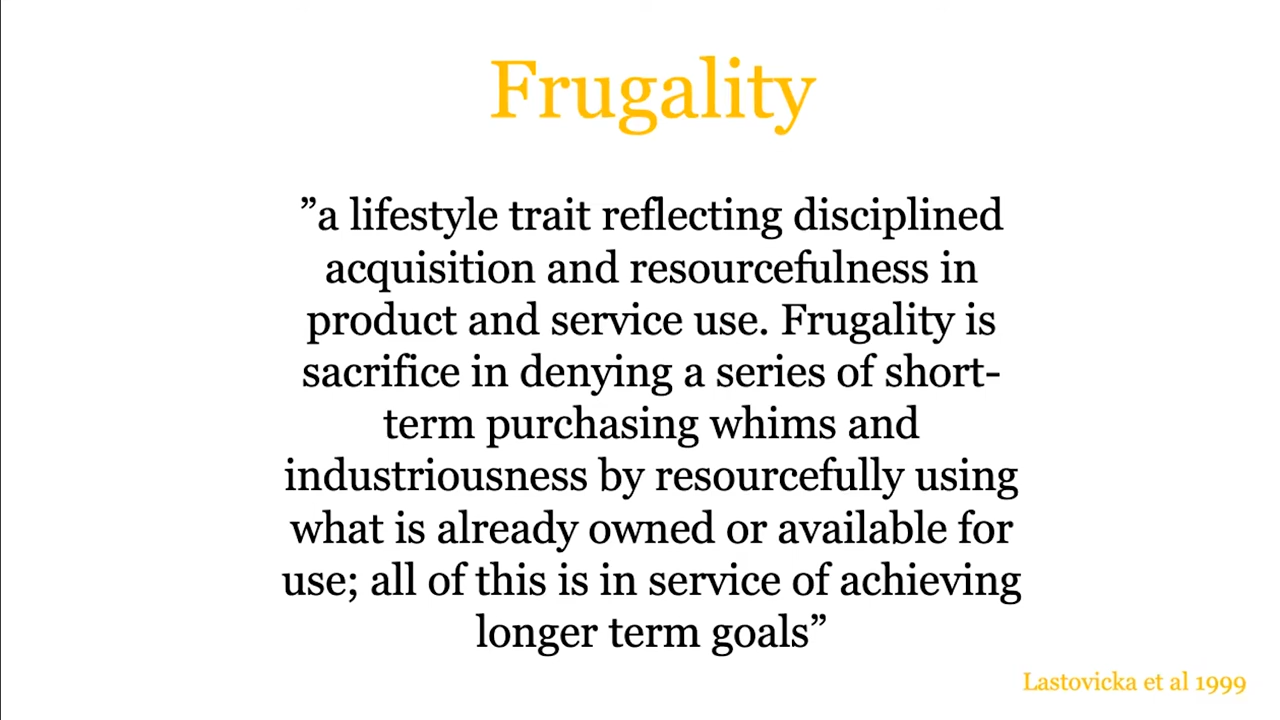 Frugality
”a lifestyle trait reflecting disciplined
acquisition and resourcefulness in
product and service use. Frugality is
sacrifice in denying a series of short-
term purchasing whims and
industriousness by resourcefully using
what is already owned or available for
use; all of this is in service of achieving
longer term goals”
Lastovicka et al 1999